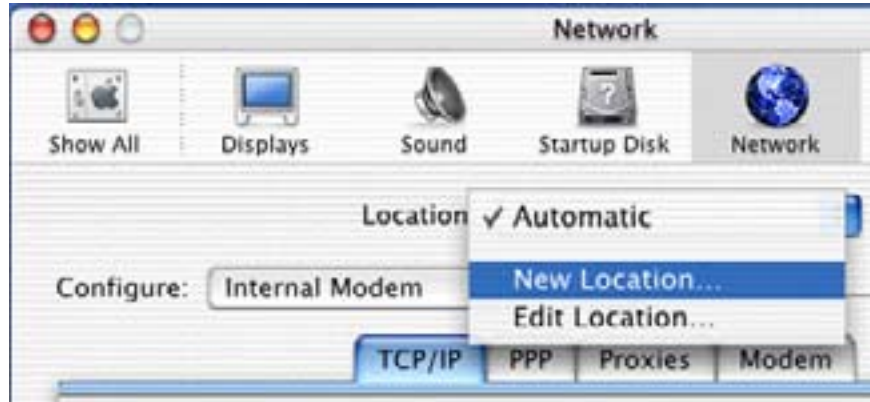 Network
Show All Displays Sound Startup Disk Network
Location ✓ Automatic
New Location...
Configure: Internal Modem
Edit Location...
TCP/IP PPP Proxies Modem